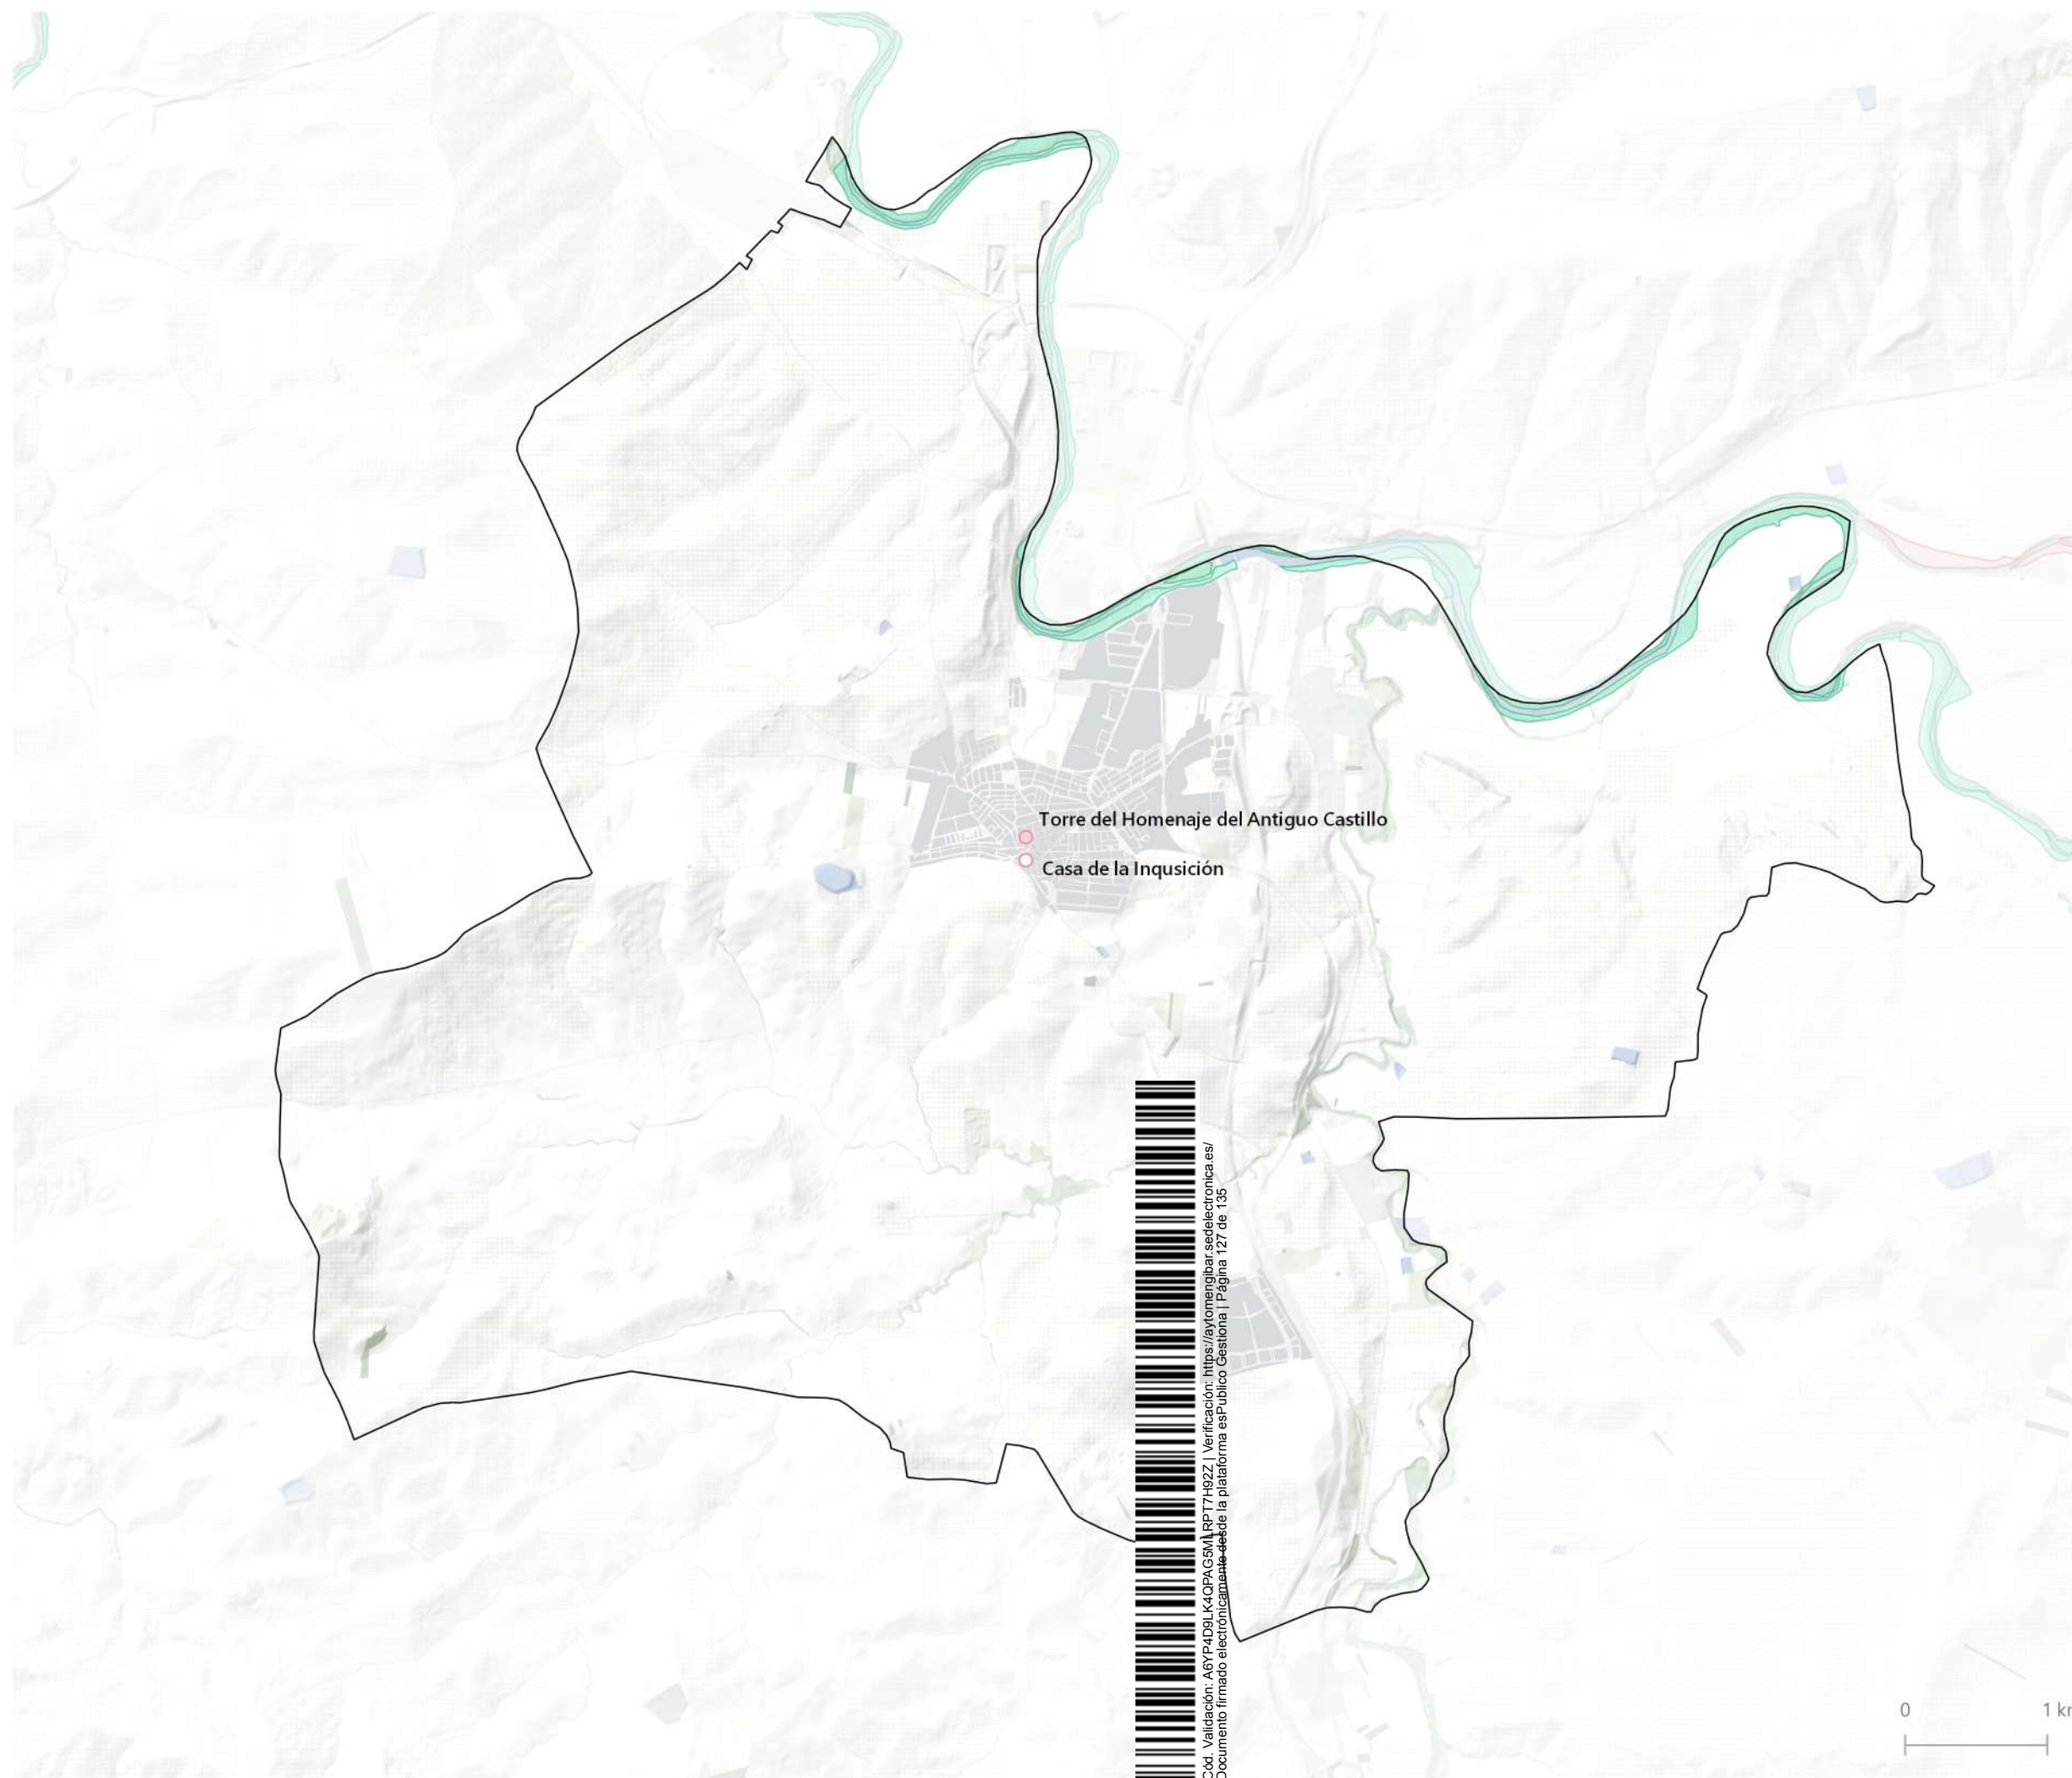 Torre del Homenaje del Antiguo Castillo
Casa de la Inqusición
Cód. Validación: A6YP4D9LK4QPAG5MLRPT7H92Z | Verificación: https://aytomengibar.sedelectronica.es/
Documento firmado electrónicamente desde la plataforma esPublico Gestiona | Página 127 de 135
0 1 km